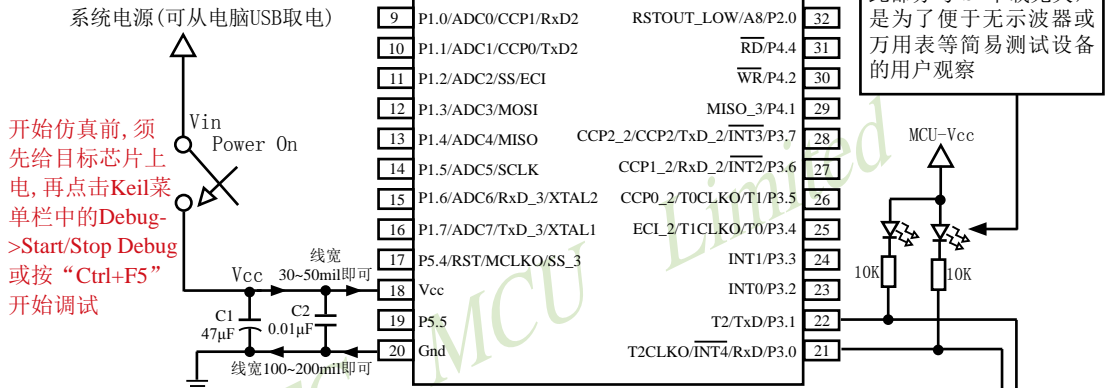 系统电源(可从电脑USB取电)
Vin
Power On
开始仿真前,须
先给目标芯片上
电,再点击Keil菜
单栏中的Debug-
>Start/Stop Debug
或按“Ctrl+F5”
开始调试
Vcc
线宽
30~50mil即可
C1
47μF
C2
0.01μF
线宽100~200mil即可
9 P1.0/ADC0/CCP1/RxD2
10 P1.1/ADC1/CCP0/TxD2
11 P1.2/ADC2/SS/ECI
12 P1.3/ADC3/MOSI
13 P1.4/ADC4/MISO
14 P1.5/ADC5/SCLK
15 P1.6/ADC6/RxD_3/XTAL2
16 P1.7/ADC7/TxD_3/XTAL1
17 P5.4/RST/MCLKO/SS_3
18 Vcc
19 P5.5
20 Gnd
RSTOUT_LOW/A8/P2.0 32
RD/P4.4 31
WR/P4.2 30
MISO_3/P4.1 29
CCP2_2/CCP2/TxD_2/INT3/P3.7 28
CCP1_2/RxD_2/INT2/P3.6 27
CCP0_2/T0CLKO/T1/P3.5 26
ECI_2/T1CLKO/T0/P3.4 25
INT1/P3.3 24
INT0/P3.2 23
T2/TxD/P3.1 22
T2CLKO/INT4/RxD/P3.0 21
是为了便于无示波器或
万用表等简易测试设备
的用户观察
MCU-Vcc
10K
10K
MCU Limited